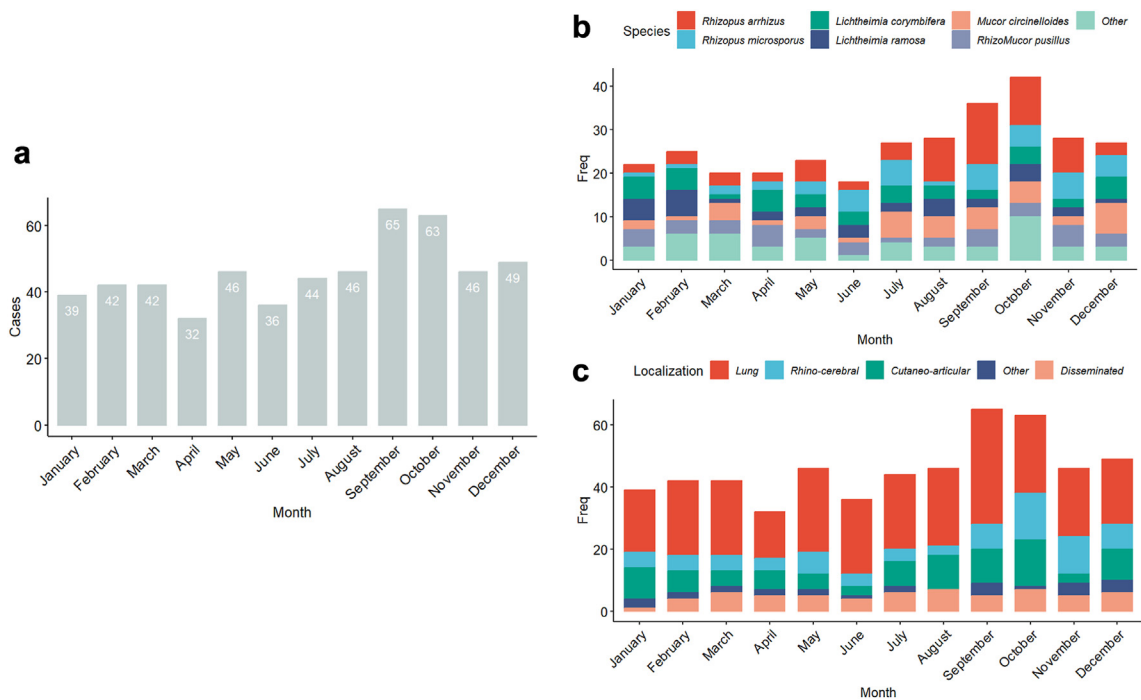 a
Cases
60
40
20
0
39
42
42
32
46
36
44
46
65
63
46
49
January
February
March
April
May
June
July
August
September
October
November
December
Month
b
Species
Rhizopus arrhizus
Lichtheimia corymbifera
Mucor circinelloides
Other
Rhizopus microsporus
Lichtheimia ramosa
RhizoMucor pusillus
Freq
40
30
20
10
0
January
February
March
April
May
June
July
August
September
October
November
December
Month
c
Localization
Lung
Rhino-cerebral
Cutaneo-articular
Other
Disseminated
Freq
60
40
20
0
January
February
March
April
May
June
July
August
September
October
November
December
Month